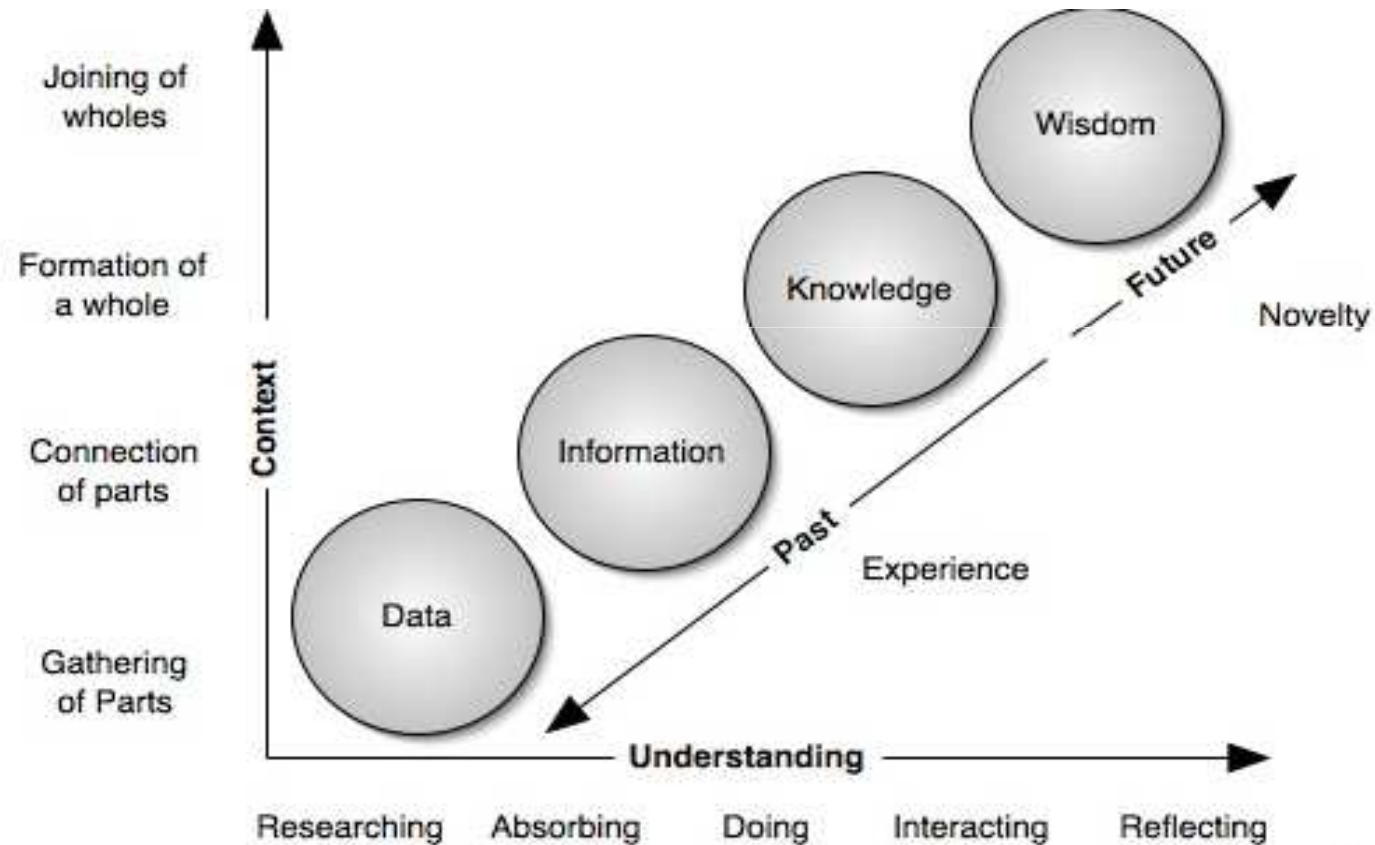 Joining of
wholes
Wisdom
Formation of
a whole
Knowledge
Future
Novelty
Context
Connection
of parts
Information
Past
Experience
Data
Gathering
of Parts
Understanding
Researching Absorbing Doing Interacting Reflecting